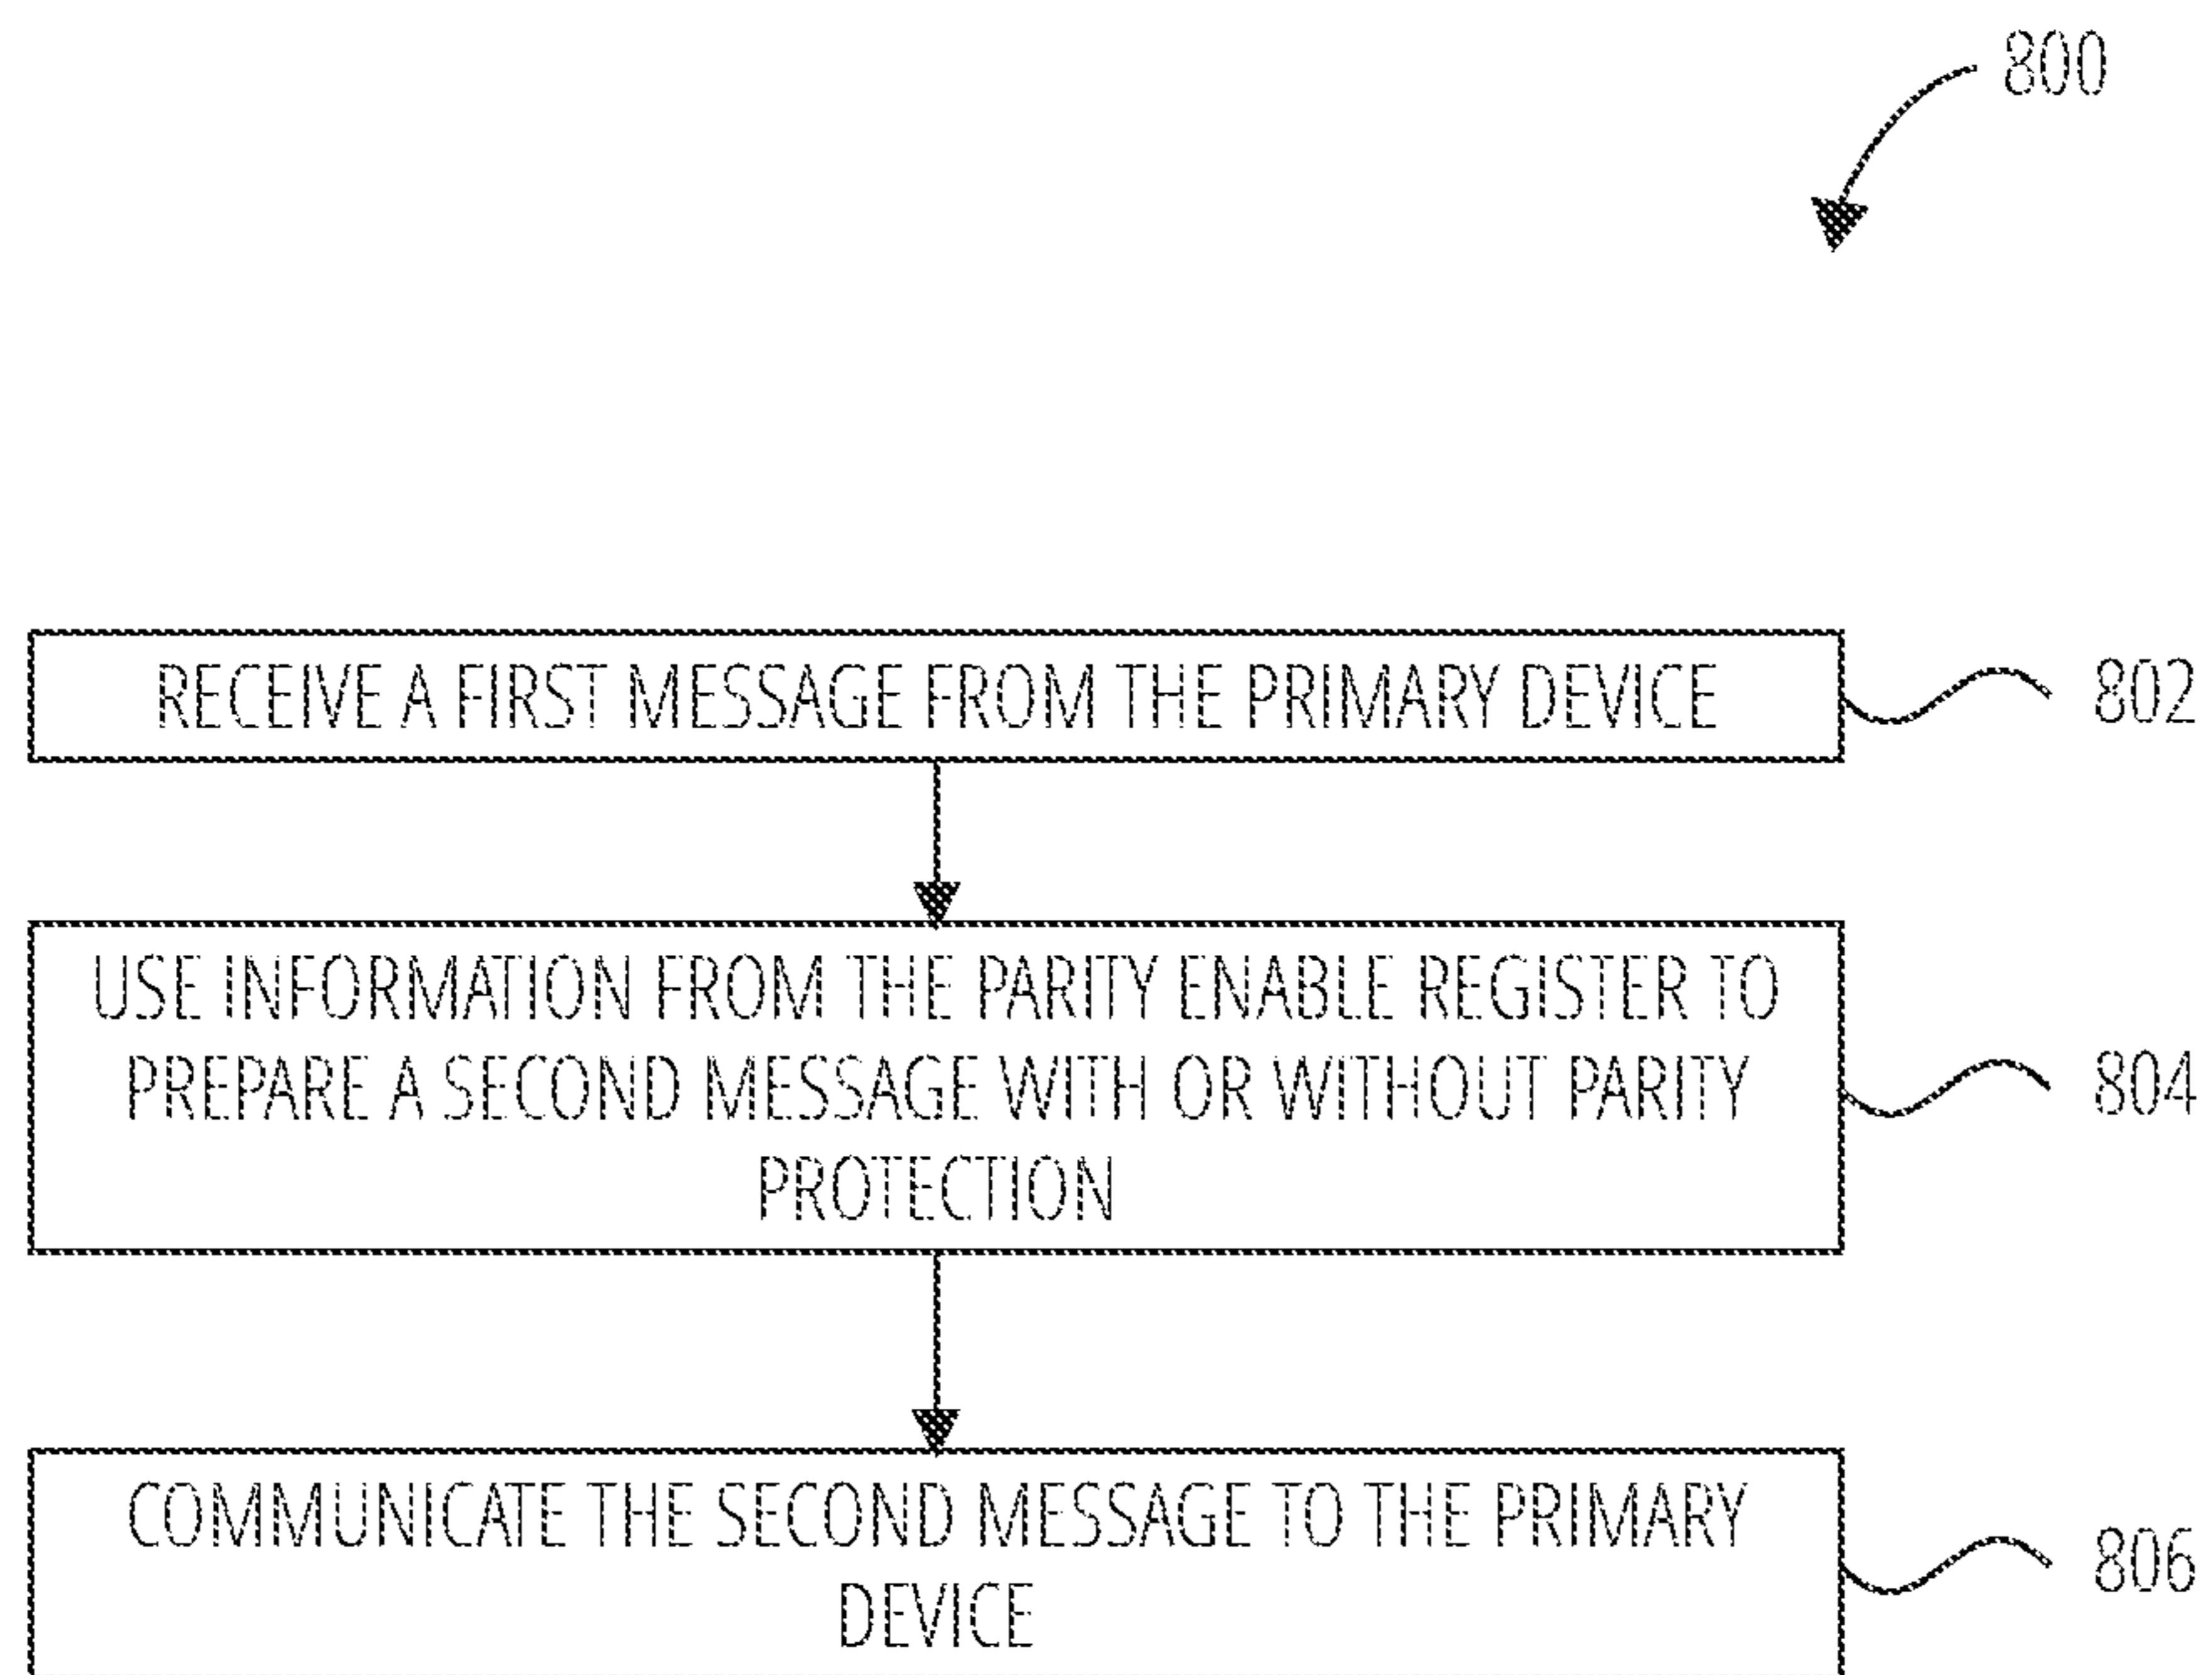 800
RECEIVE A FIRST MESSAGE FROM THE PRIMARY DEVICE
802
USE INFORMATION FROM THE PARITY ENABLE REGISTER TO
PREPARE A SECOND MESSAGE WITH OR WITHOUT PARITY
PROTECTION
804
COMMUNICATE THE SECOND MESSAGE TO THE PRIMARY
DEVICE
806